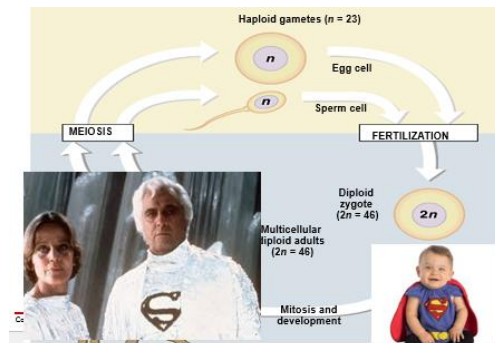 Haploid gametes (n = 23)
n
Egg cell
n
Sperm cell
MEIOSIS
FERTILIZATION
Diploid
zygote
(2n = 46)
2n
Multicellular
diploid adults
(2n = 46)
S
S
Mitosis and
development